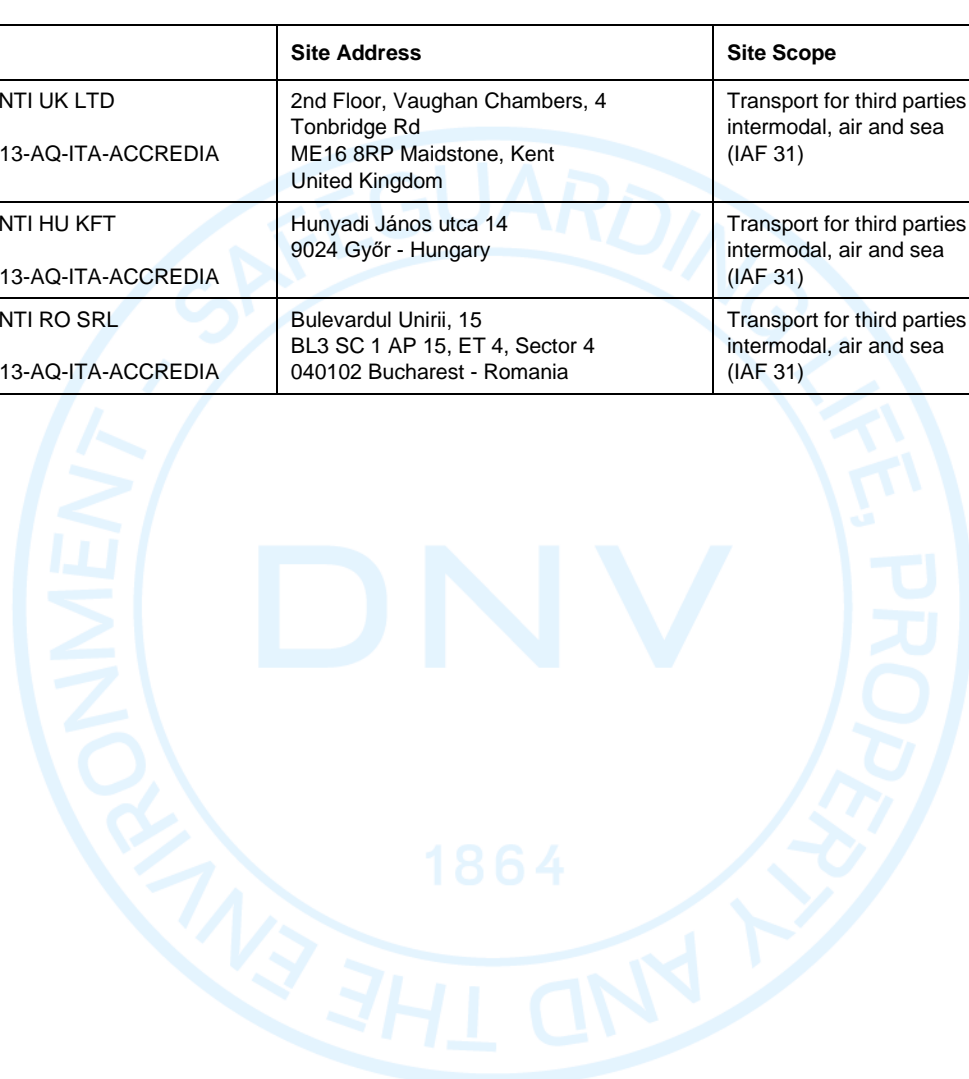 Site Address
Site Scope
NTI UK LTD
13-AQ-ITA-ACCREDIA
2nd Floor, Vaughan Chambers, 4
Tonbridge Rd
ME16 8RP Maidstone, Kent
United Kingdom
Transport for third parties
intermodal, air and sea
(IAF 31)
NTI HU KFT
13-AQ-ITA-ACCREDIA
Hunyadi János utca 14
9024 Győr - Hungary
Transport for third parties
intermodal, air and sea
(IAF 31)
NTI RO SRL
13-AQ-ITA-ACCREDIA
Bulevardul Unirii, 15
BL3 SC 1 AP 15, ET 4, Sector 4
040102 Bucharest - Romania
Transport for third parties
intermodal, air and sea
(IAF 31)
SAFEGUARDING LIFE, PROPERTY AND THE ENVIRONMENT -
DNV
1864